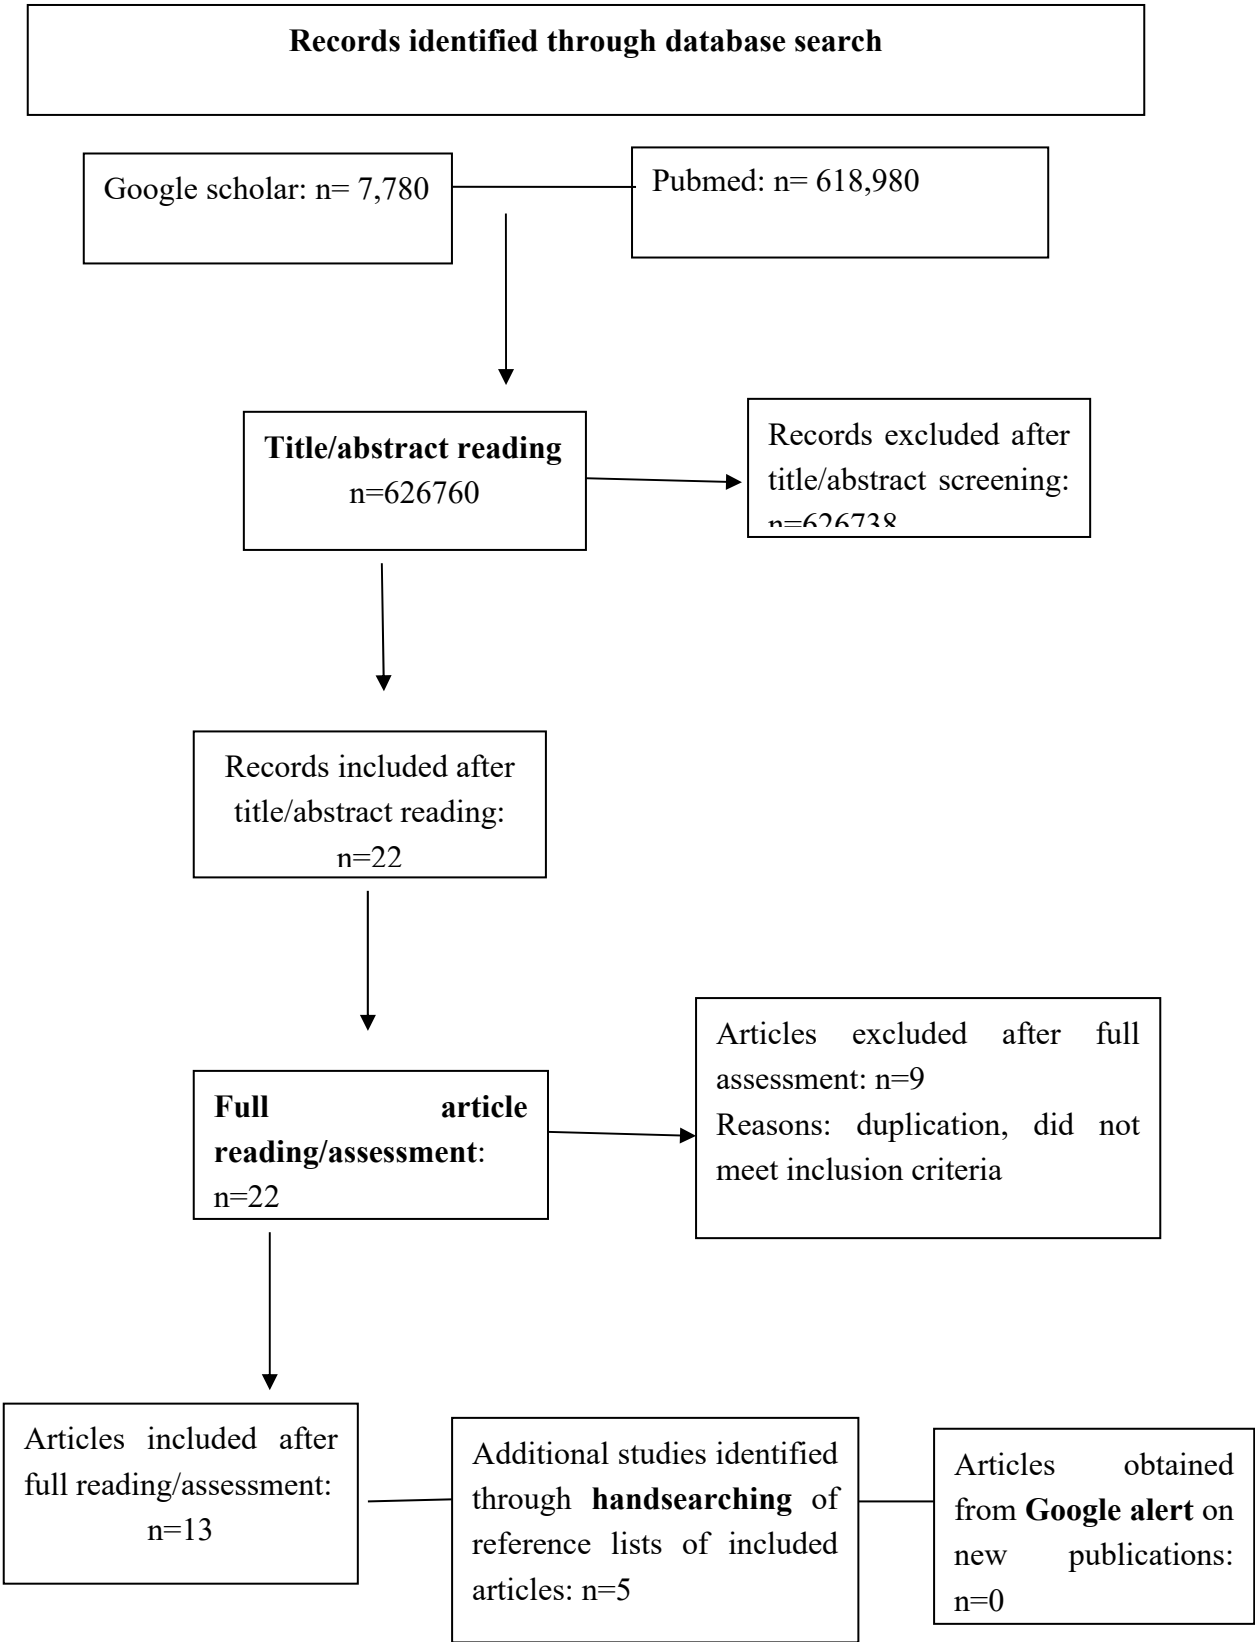 Records identified through database search
Google scholar: n= 7,780
Pubmed: n= 618,980
Title/abstract reading
n=626760
Records excluded after
title/abstract screening:
n=626738
Records included after
title/abstract reading:
n=22
Full article
reading/assessment:
n=22
Articles excluded after full
assessment: n=9
Reasons: duplication, did not
meet inclusion criteria
Articles included after
full reading/assessment:
n=13
Additional studies identified
through handsearching of
reference lists of included
articles: n=5
Articles obtained
from Google alert on
new publications:
n=0